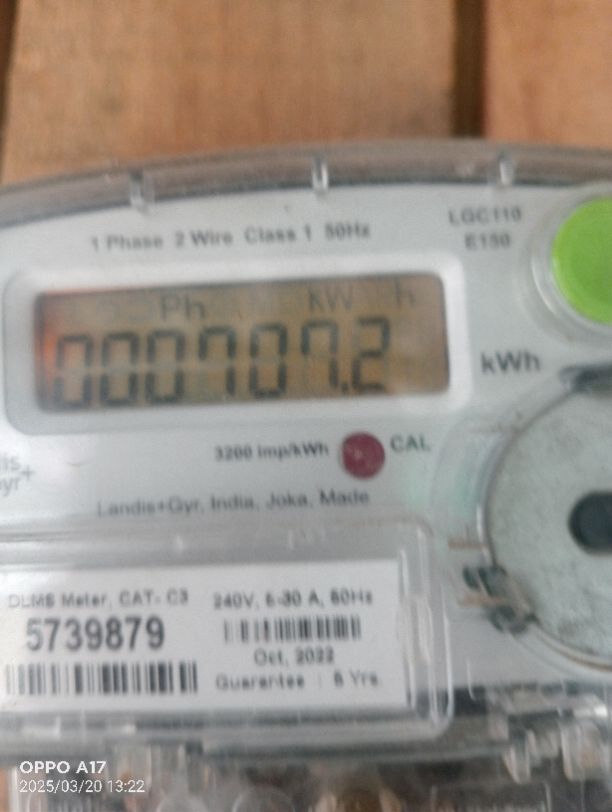 LGC110
1 Phase 2 Wire Class 1 50Hz
E150
Ph kW h
000707.2
kWh
3200 imp/kWh CAL
Landis+Gyr, India, Joka, Made
DLMS Meter, CAT- C3
240V, 5-30 A, 50Hz
5739879
Oct, 2022
Guarantee : 5 Yrs.
OPPO A17
2025/03/20 13:22